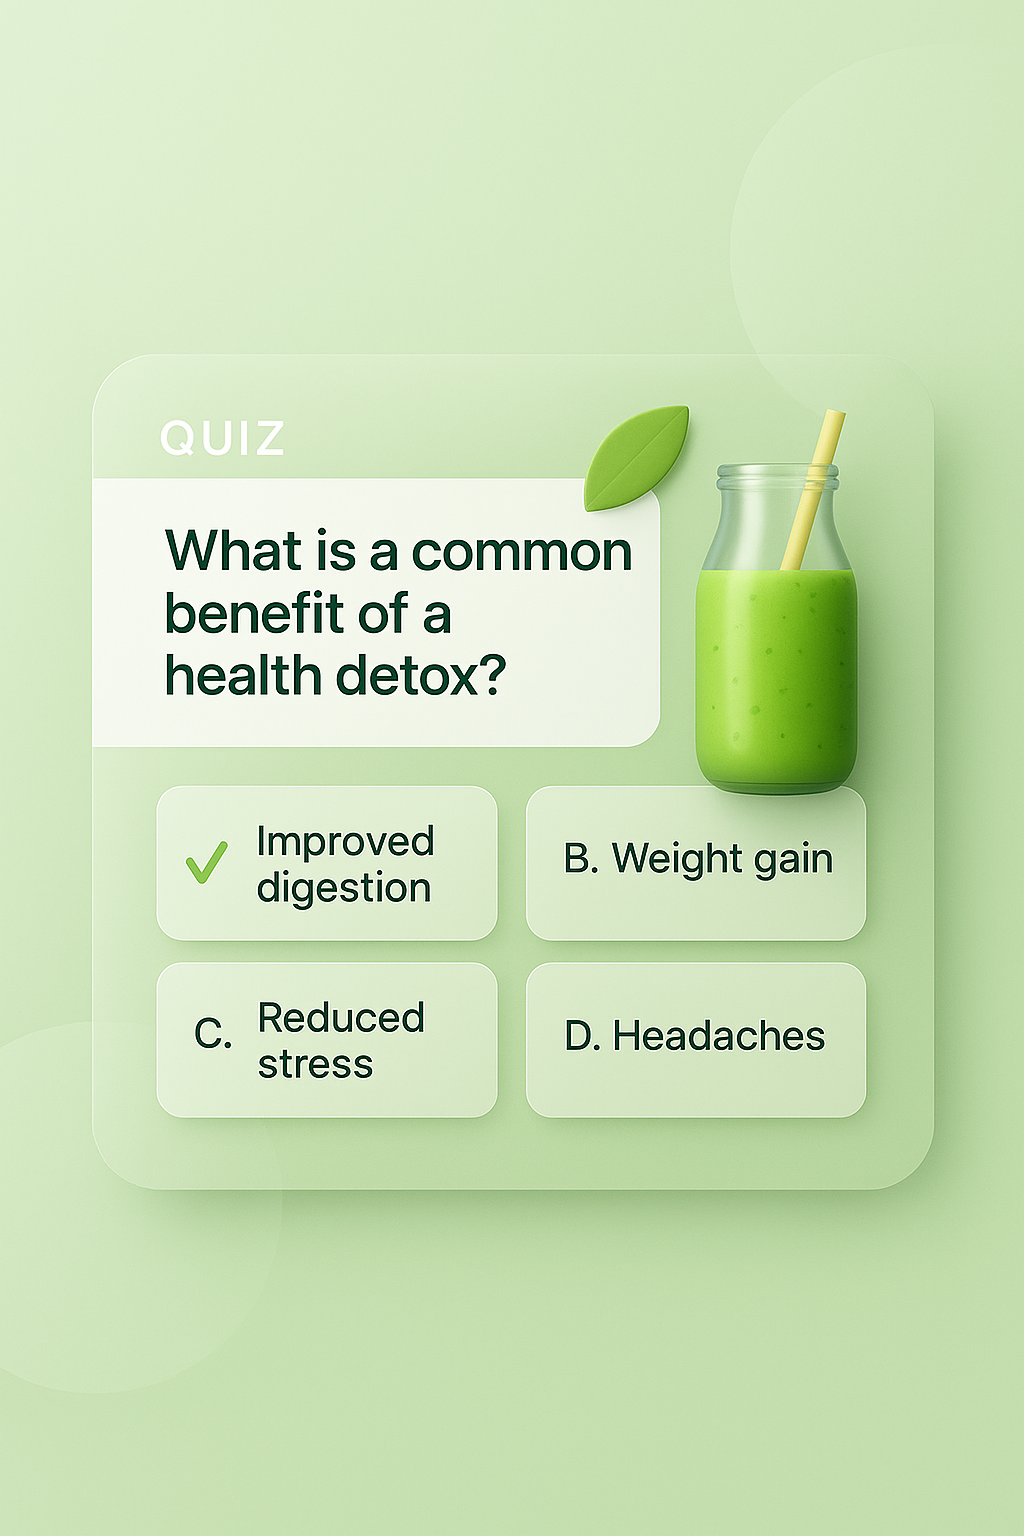 QUIZ
What is a common
benefit of a
health detox?
Improved
digestion
B. Weight gain
C. Reduced
stress
D. Headaches